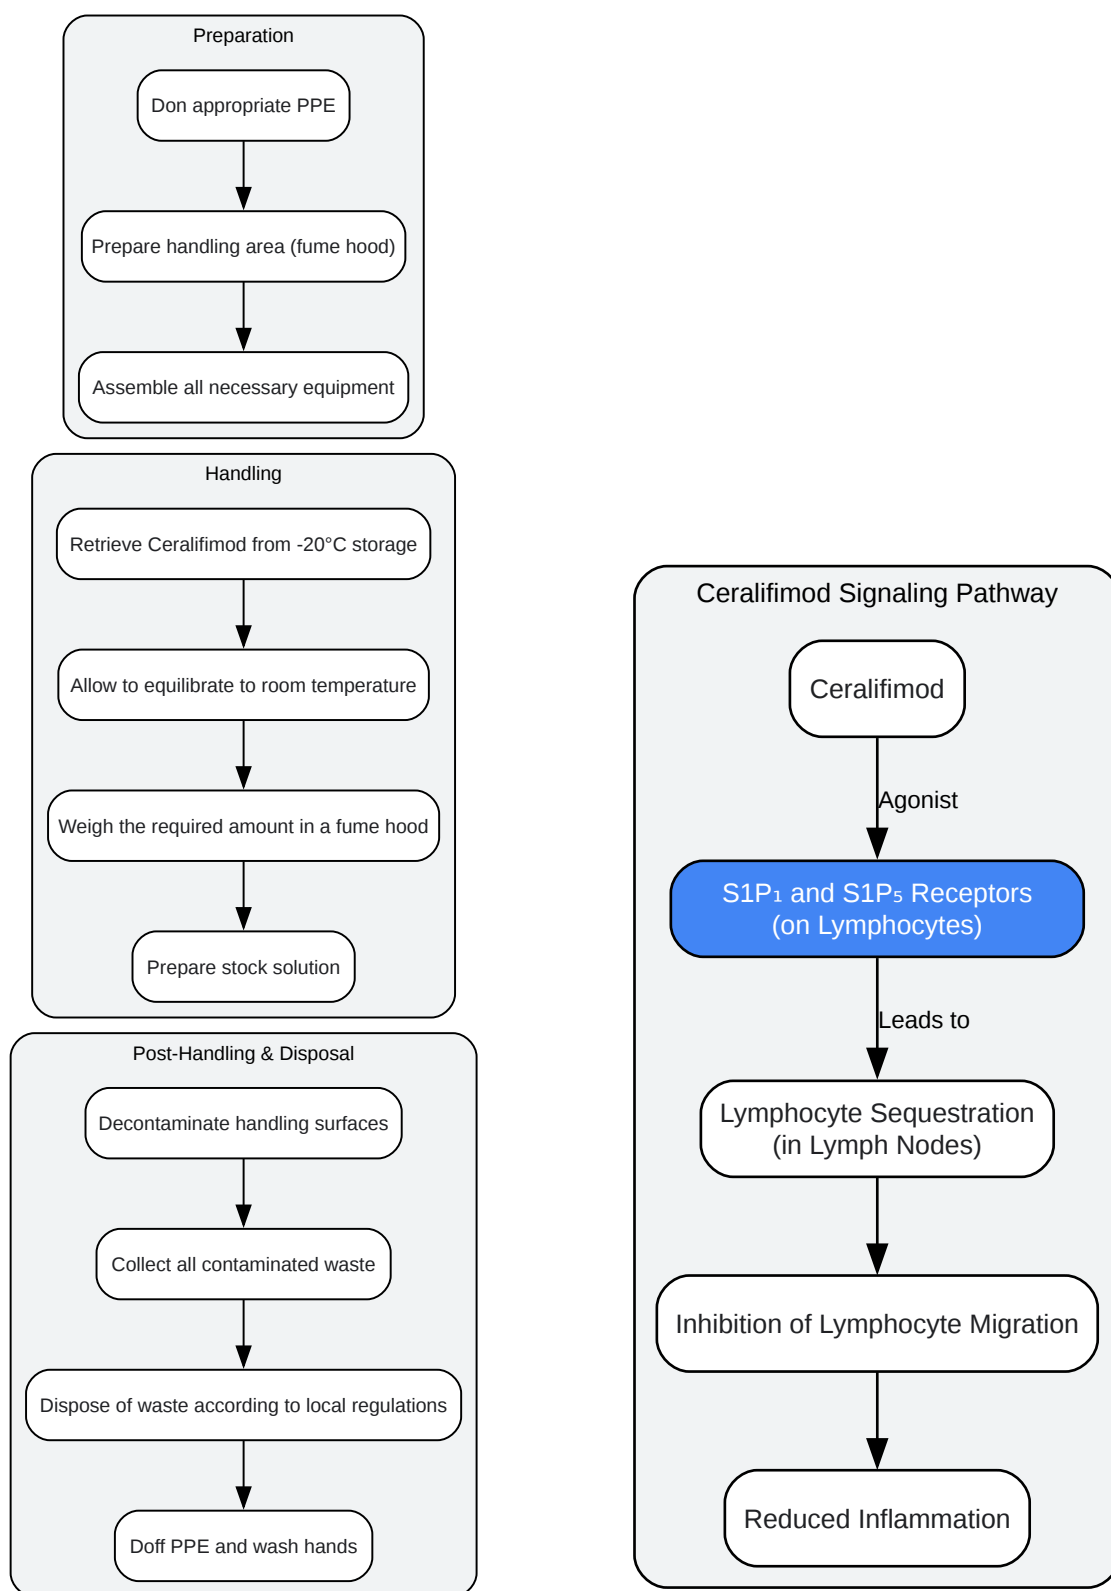 Preparation
Don appropriate PPE
Prepare handling area (fume hood)
Assemble all necessary equipment
Handling
Retrieve Ceralifimod from -20°C storage
Allow to equilibrate to room temperature
Weigh the required amount in a fume hood
Prepare stock solution
Post-Handling & Disposal
Decontaminate handling surfaces
Collect all contaminated waste
Dispose of waste according to local regulations
Doff PPE and wash hands
Ceralifimod Signaling Pathway
Ceralifimod
Agonist
S1P₁ and S1P₅ Receptors
(on Lymphocytes)
Leads to
Lymphocyte Sequestration
(in Lymph Nodes)
Inhibition of Lymphocyte Migration
Reduced Inflammation